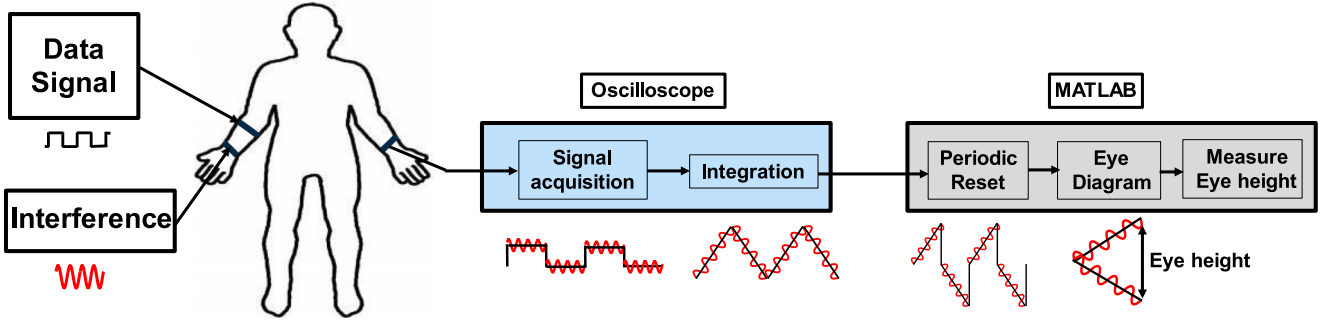 Data
Signal
Interference
Oscilloscope
Signal
acquisition
Integration
MATLAB
Periodic
Reset
Eye
Diagram
Measure
Eye height
Eye height